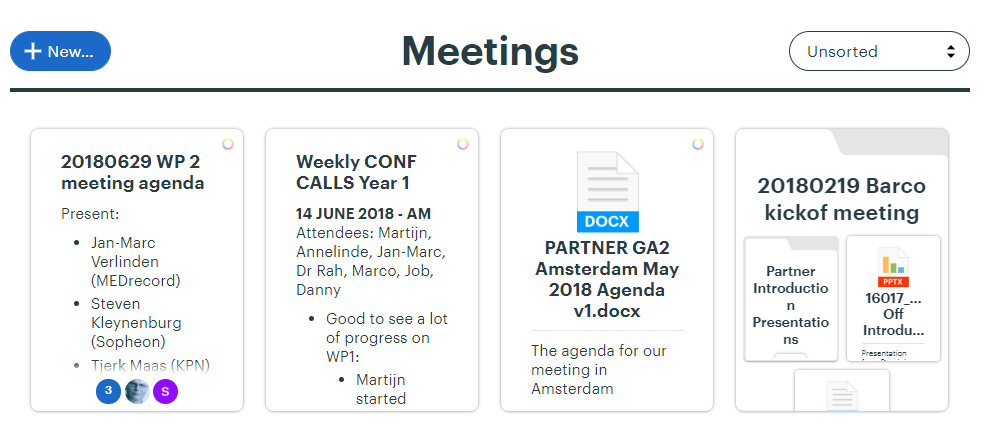 New...
Meetings
Unsorted
20180629 WP 2
meeting agenda
Present:
Jan-Marc
Verlinden
(MEDrecord)
Steven
Kleynenburg
(Sopheon)
Tjerk Maas (KPN)
3
S
Weekly CONF
CALLS Year 1
14 JUNE 2018 - AM
Attendees: Martijn,
Annelinde, Jan-Marc,
Dr Rah, Marco, Job,
Danny
Good to see a lot
of progress on
WP1:
Martijn
started
DOCX
PARTNER GA2
Amsterdam May
2018 Agenda
v1.docx
The agenda for our
meeting in
Amsterdam
20180219 Barco
kickof meeting
Partner
Introductio
n
Presentatio
ns
PPTX
16017_...
Off
Introdu...
Presentation